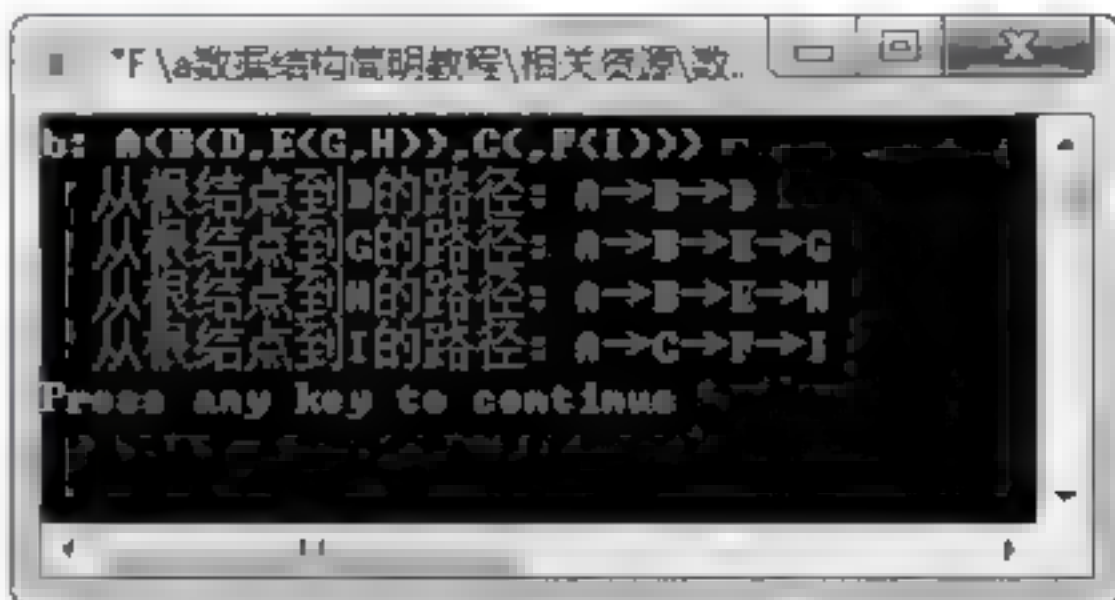 "F \a数据结构简明教程\相关资源\数..
b: A(B(D,E(G,H)),C(,F(I)))
从根结点到D的路径: A→B→D
从根结点到G的路径: A→B→E→G
从根结点到H的路径: A→B→E→H
从根结点到I的路径: A→C→F→I
Press any key to continue